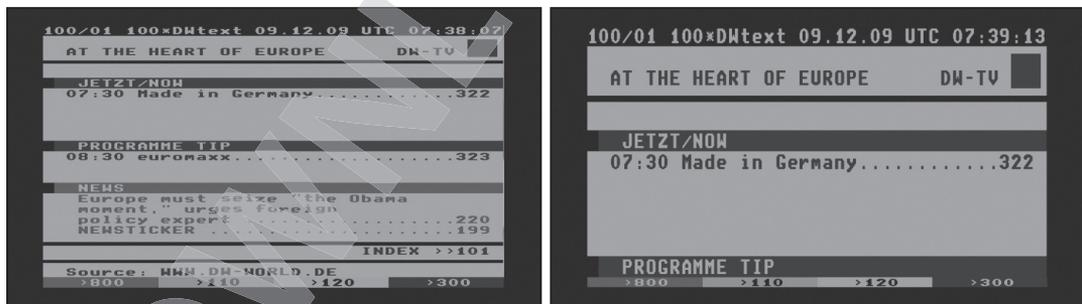 100/01 100*DWtext 09.12.09 UTC 07:38:07
AT THE HEART OF EUROPE DW-TV
JETZT/NOW
07:30 Made in Germany............322
PROGRAMME TIP
08:30 euromaxx...................323
NEWS
Europe must seize "the Obama
moment," urges foreign
policy expert ...................220
NEWSTICKER ......................199
INDEX >>101
Source: WWW.DW-WORLD.DE
>800 >110 >120 >300
100/01 100*DWtext 09.12.09 UTC 07:39:13
AT THE HEART OF EUROPE DW-TV
JETZT/NOW
07:30 Made in Germany............322
PROGRAMME TIP
>800 >110 >120 >300